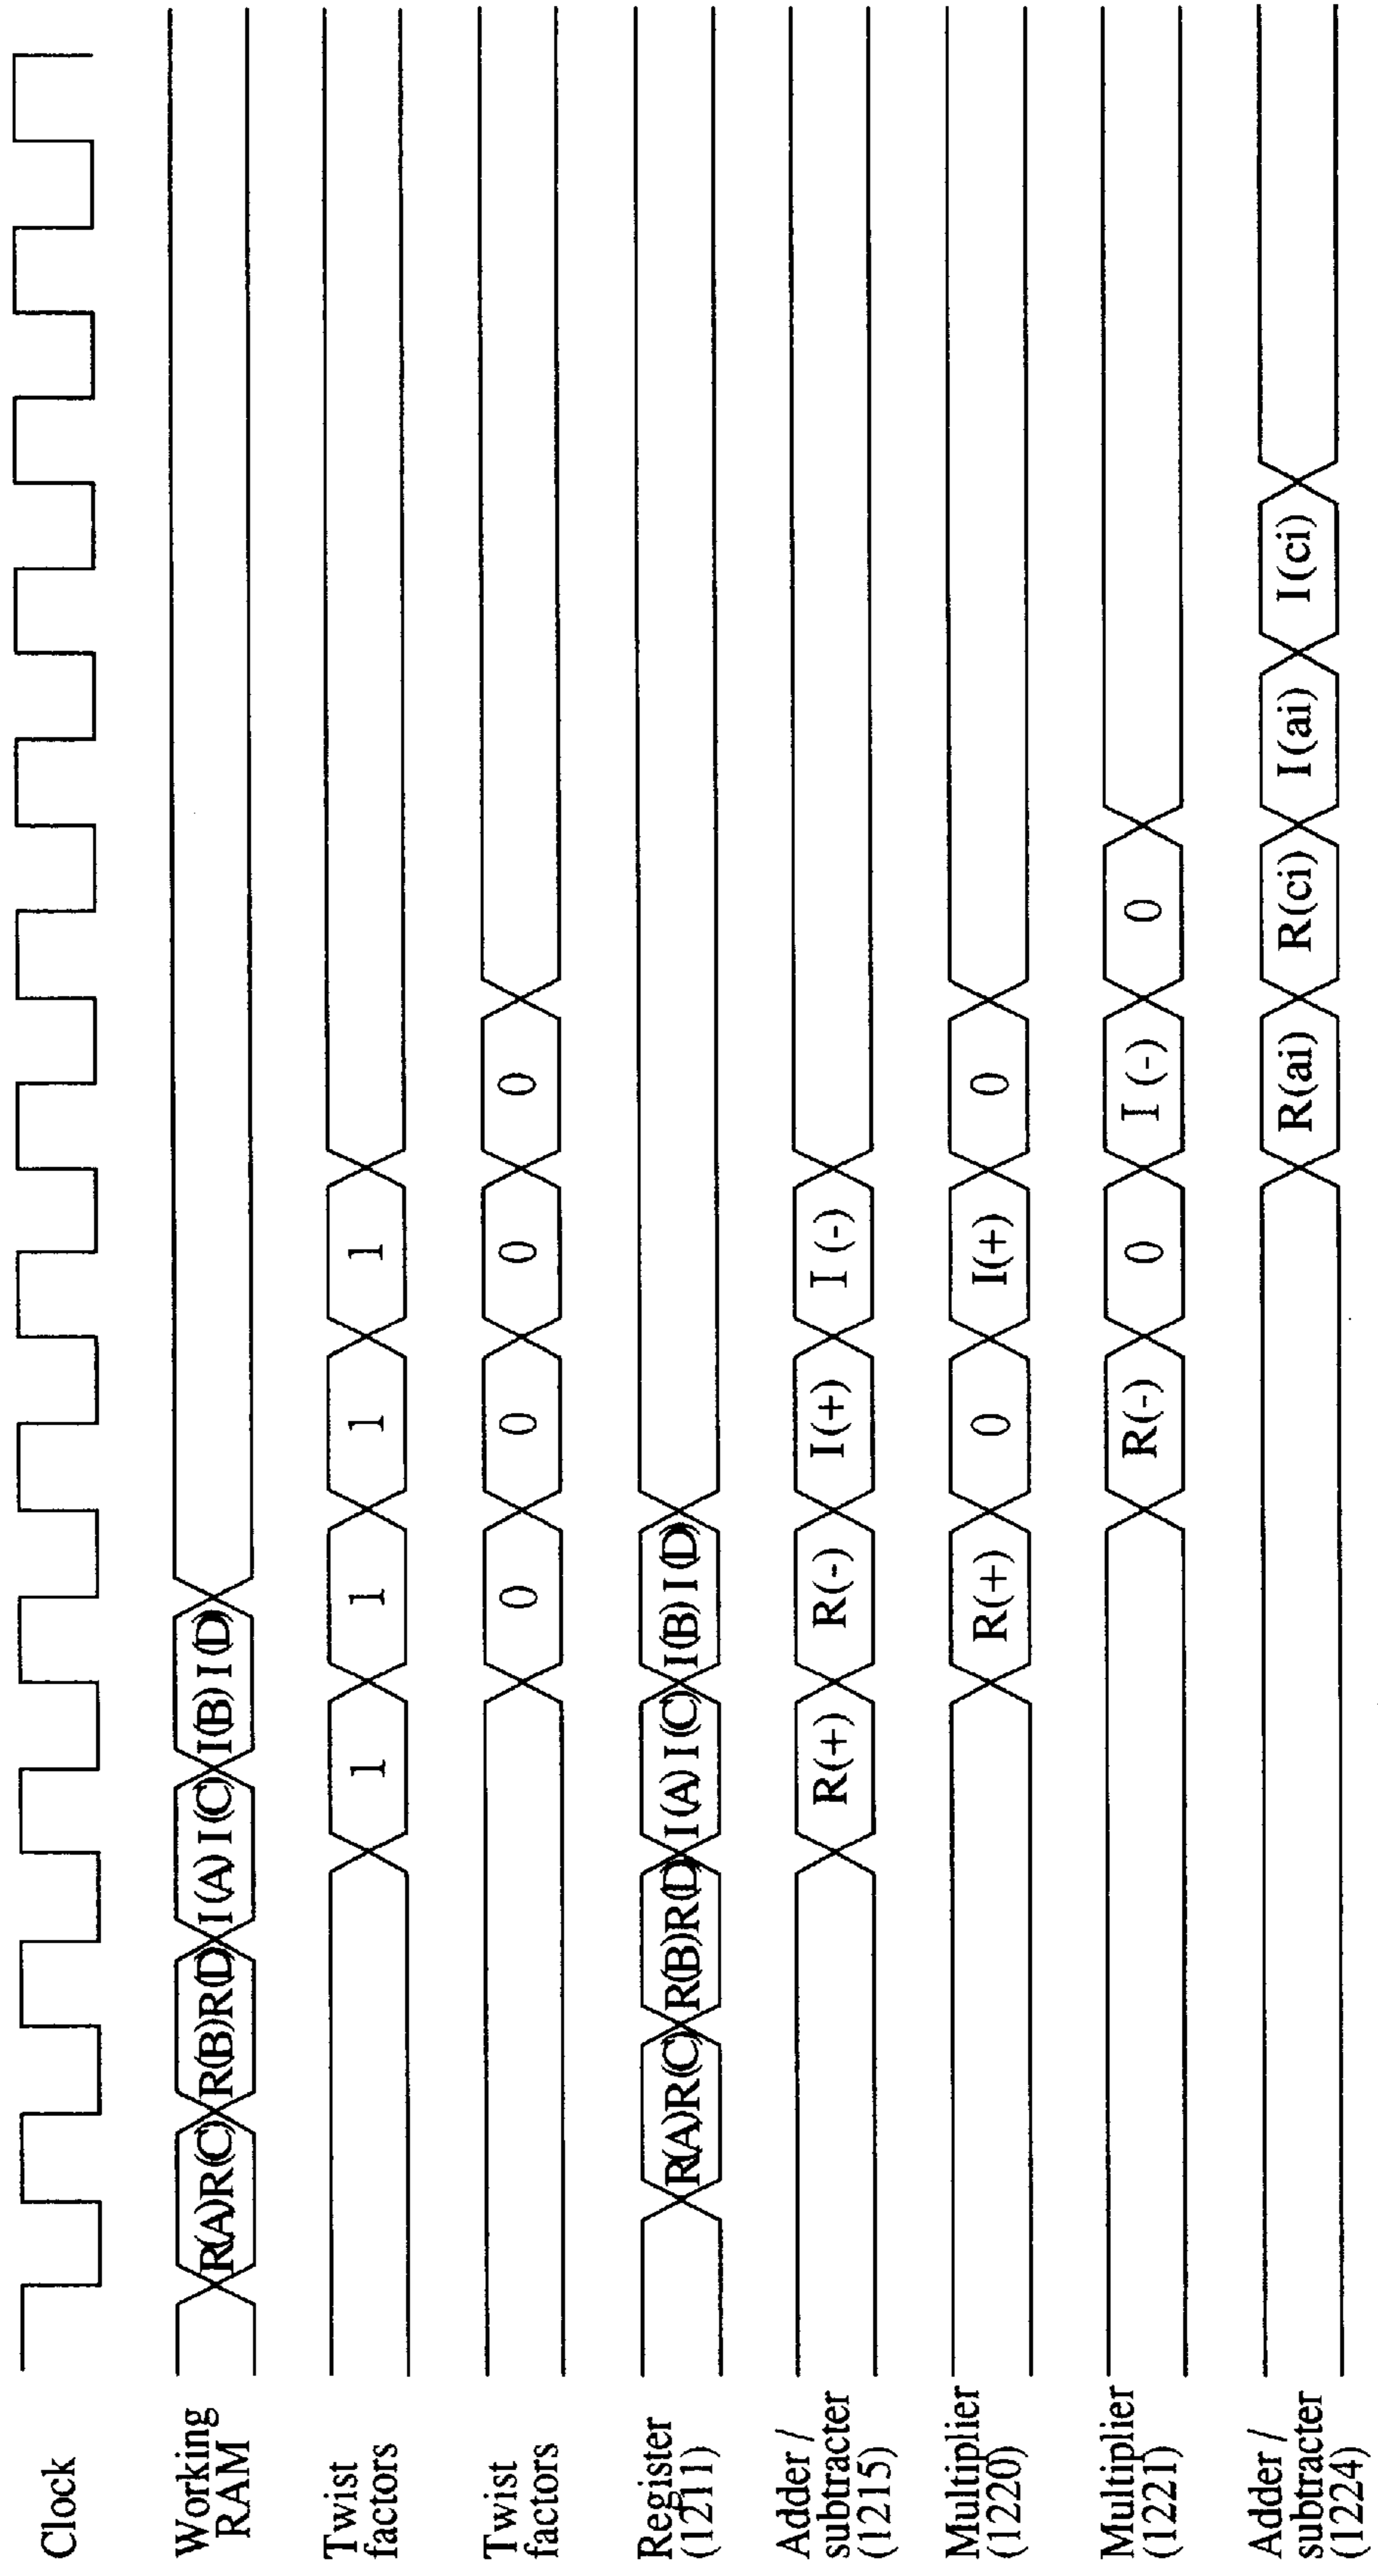 Clock
Working
RAM
R(A)R(C) R(B)R(D) I(A) I(C) I(B) I(D)
Twist
factors
1 1 1 1
Twist
factors
0 0 0 0
Register
(1211)
R(A)R(C) R(B)R(D) I(A) I(C) I(B) I(D)
Adder /
subtracter
(1215)
R(+) R(-) I(+) I (-)
Multiplier
(1220)
R(+) 0 I(+) 0
Multiplier
(1221)
R(-) 0 I (-) 0
Adder /
subtracter
(1224)
R(ai) R(ci) I(ai) I(ci)